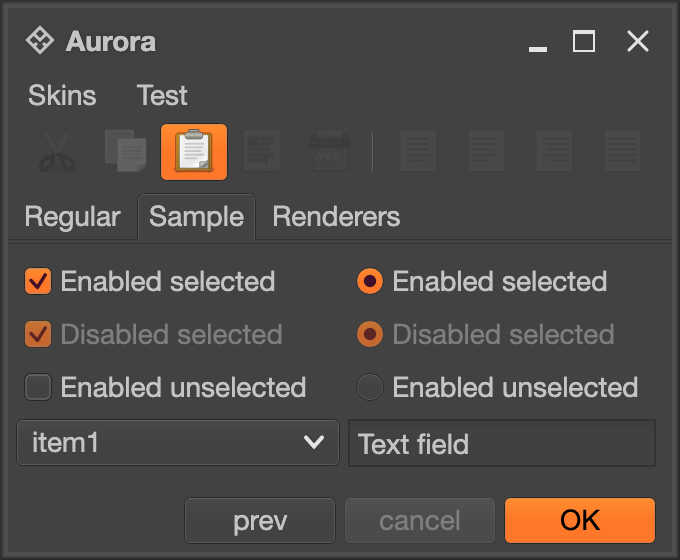 Aurora
Skins Test
Regular Sample Renderers
Enabled selected Enabled selected
Disabled selected Disabled selected
Enabled unselected Enabled unselected
item1 Text field
prev cancel OK